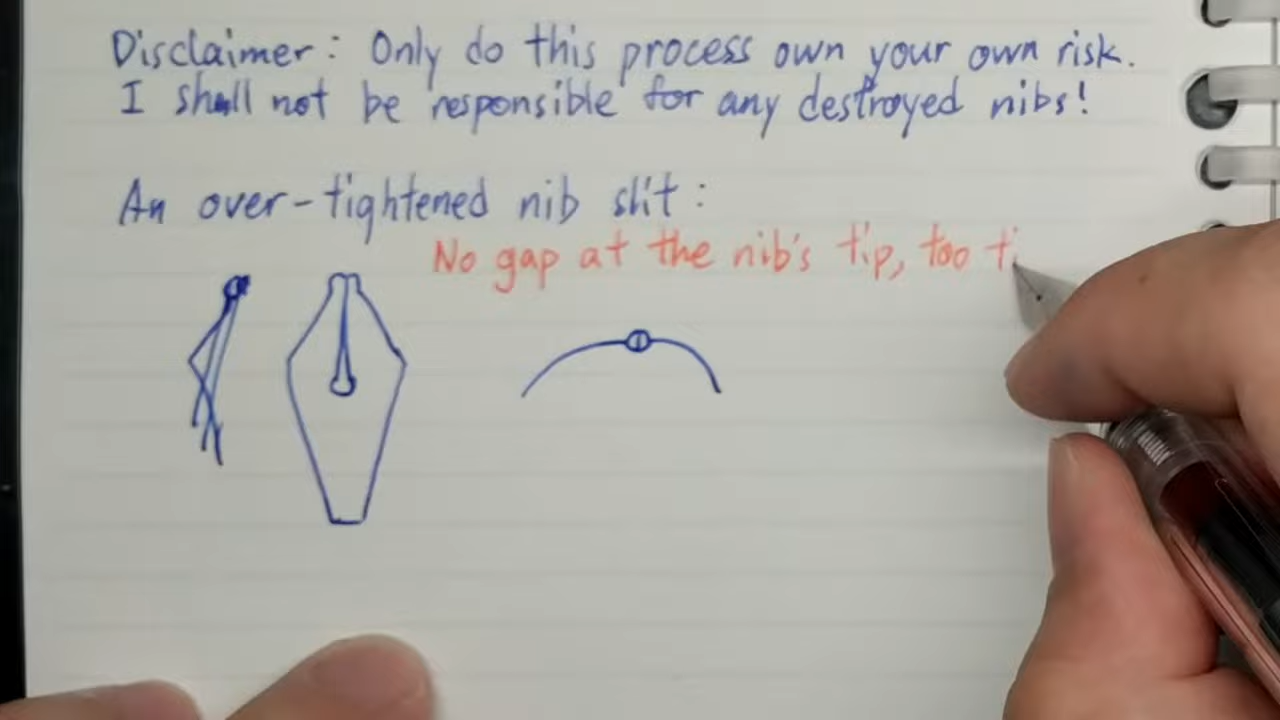 Disclaimer: Only do this process own your own risk.
I shall not be responsible for any destroyed nibs!
An over-tightened nib slit:
No gap at the nib's tip, too ti